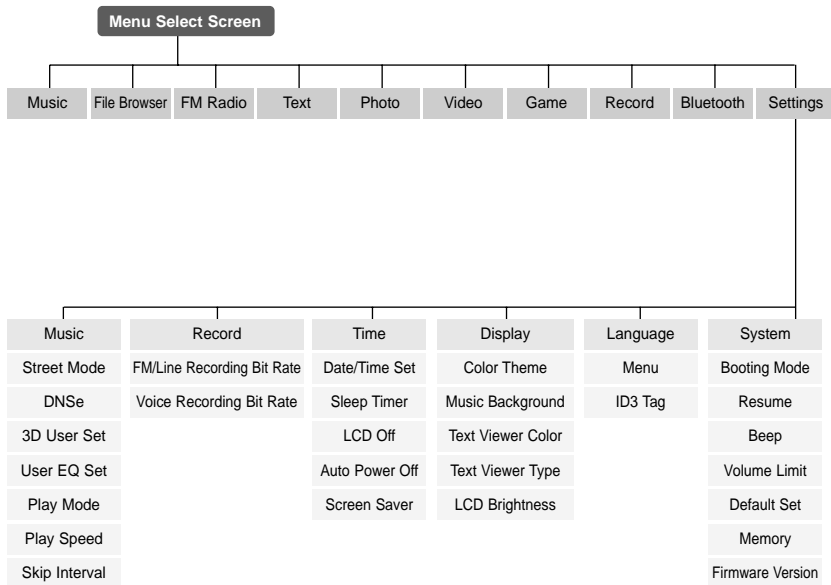 Menu Select Screen
Music File Browser FM Radio Text Photo Video Game Record Bluetooth Settings
Music Record Time Display Language System
Street Mode FM/Line Recording Bit Rate Date/Time Set Color Theme Menu Booting Mode
DNSe Voice Recording Bit Rate Sleep Timer Music Background ID3 Tag Resume
3D User Set LCD Off Text Viewer Color Beep
User EQ Set Auto Power Off Text Viewer Type Volume Limit
Play Mode Screen Saver LCD Brightness Default Set
Play Speed Memory
Skip Interval Firmware Version